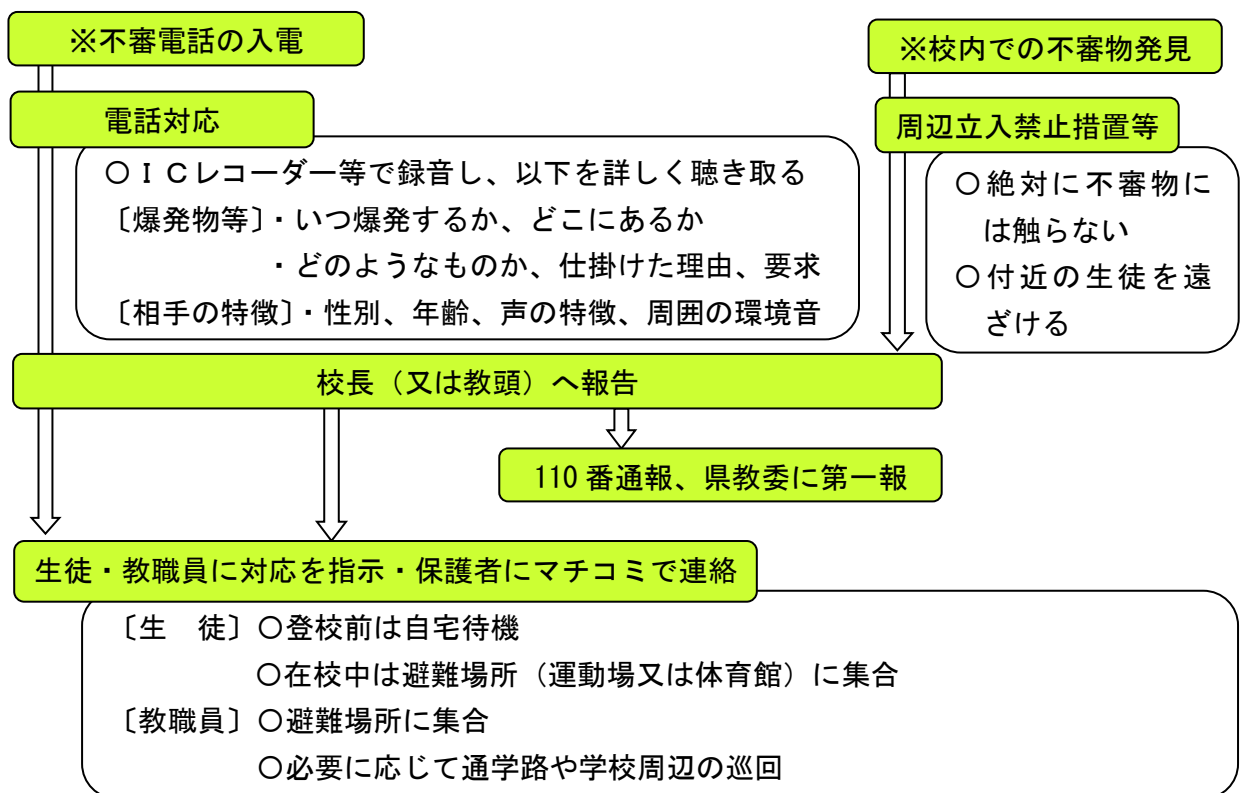 ※不審電話の入電
※校内での不審物発見
電話対応
周辺立入禁止措置等
○ＩＣレコーダー等で録音し、以下を詳しく聴き取る
〔爆発物等〕・いつ爆発するか、どこにあるか
・どのようなものか、仕掛けた理由、要求
〔相手の特徴〕・性別、年齢、声の特徴、周囲の環境音
○絶対に不審物に
は触らない
○付近の生徒を遠
ざける
校長（又は教頭）へ報告
110番通報、県教委に第一報
生徒・教職員に対応を指示・保護者にマチコミで連絡
〔生　徒〕○登校前は自宅待機
○在校中は避難場所（運動場又は体育館）に集合
〔教職員〕○避難場所に集合
○必要に応じて通学路や学校周辺の巡回